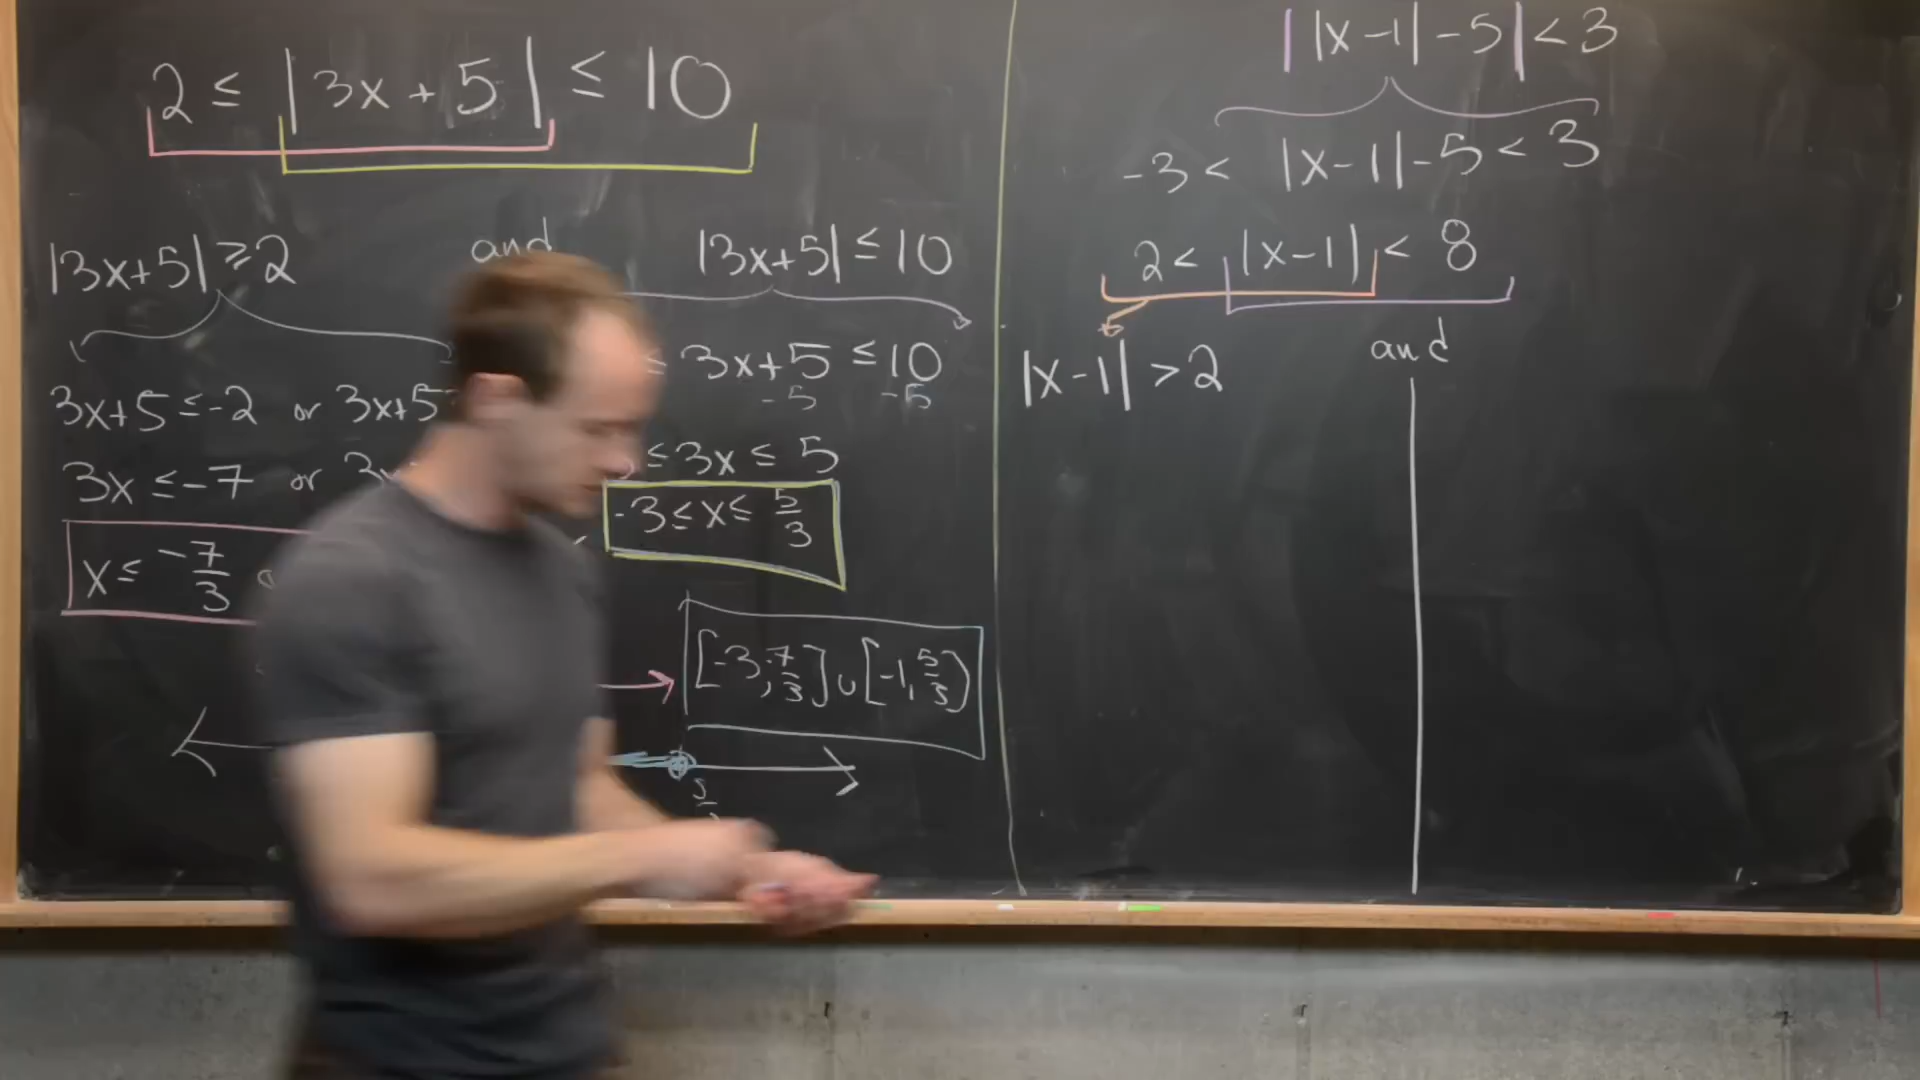 2 ≤ |3x + 5| ≤ 10
|3x+5| ≥ 2 and |3x+5| ≤ 10
3x+5 ≤ -2 or 3x+5
≤ 3x+5 ≤ 10
-5 -5
3x ≤ -7 or 3x
≤ 3x ≤ 5
x ≤ -7/3
-3 ≤ x ≤ 5/3
[-3, -7/3] ∪ [-1, 5/3]
5
||x-1| - 5| < 3
-3 < |x-1| - 5 < 3
2 < |x-1| < 8
and
|x-1| > 2